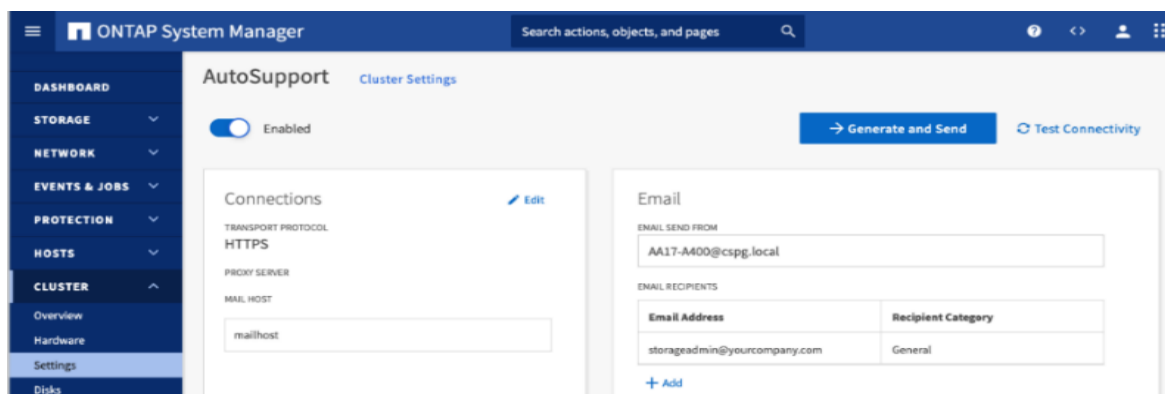 ONTAP System Manager
Search actions, objects, and pages
DASHBOARD
STORAGE
NETWORK
EVENTS & JOBS
PROTECTION
HOSTS
CLUSTER
Overview
Hardware
Settings
Disks
AutoSupport
Cluster Settings
Enabled
Generate and Send
Test Connectivity
Connections
Edit
TRANSPORT PROTOCOL
HTTPS
PROXY SERVER
MAIL HOST
mailhost
Email
EMAIL SEND FROM
AA17-A400@cspg.local
EMAIL RECIPIENTS
Email Address Recipient Category
storageadmin@yourcompany.com General
+ Add